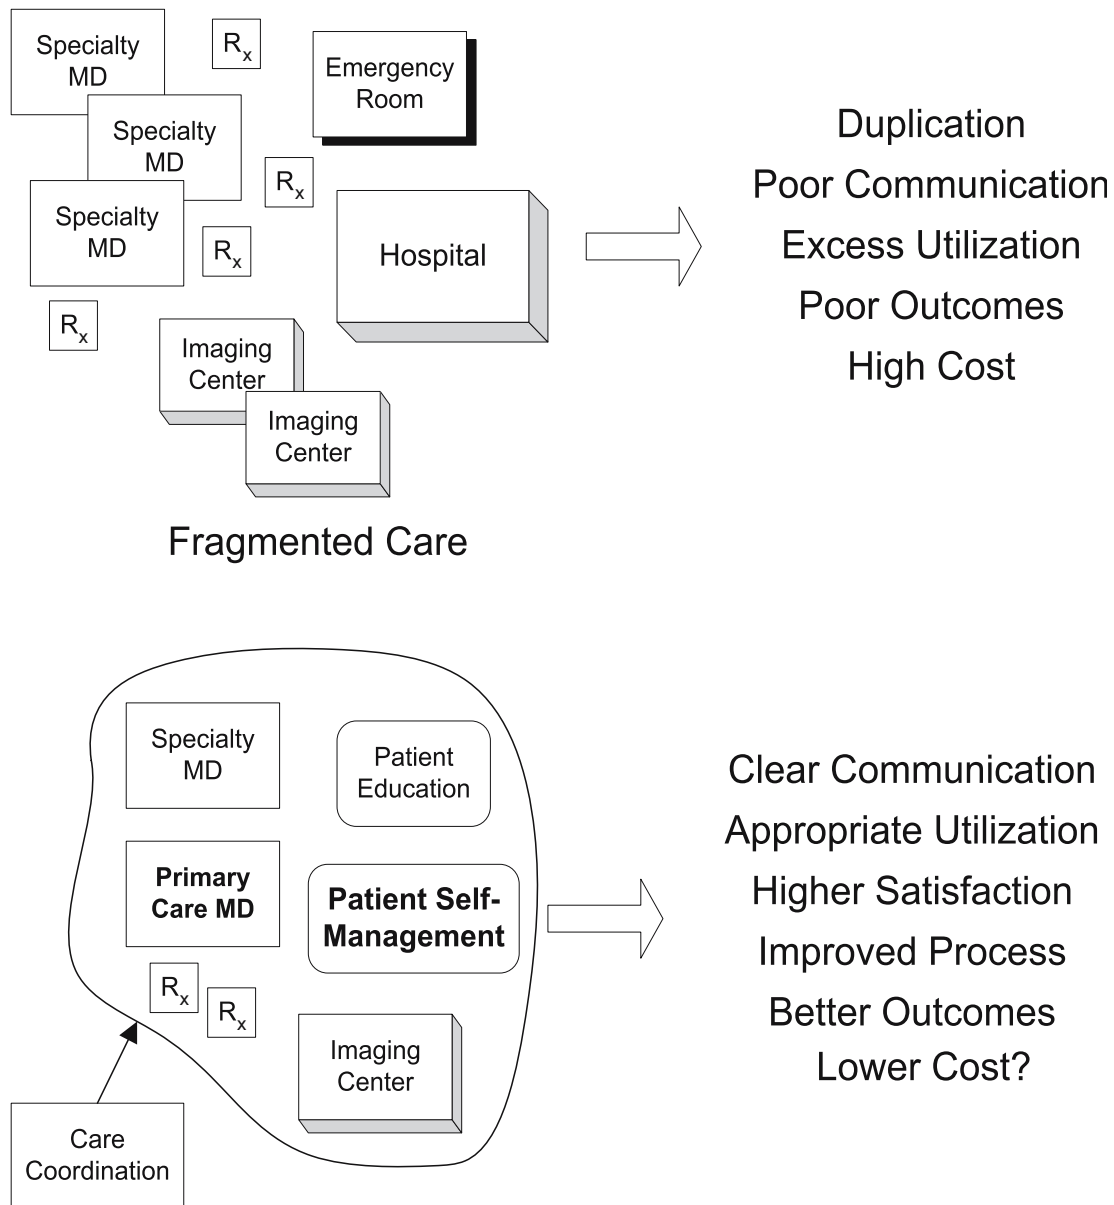 Specialty
MD
Rx
Emergency
Room
Specialty
MD
Rx
Specialty
MD
Rx
Hospital
Rx
Imaging
Center
Imaging
Center
Duplication
Poor Communication
Excess Utilization
Poor Outcomes
High Cost
Fragmented Care
Specialty
MD
Patient
Education
Primary
Care MD
Patient Self-
Management
Rx
Rx
Imaging
Center
Care
Coordination
Clear Communication
Appropriate Utilization
Higher Satisfaction
Improved Process
Better Outcomes
Lower Cost?